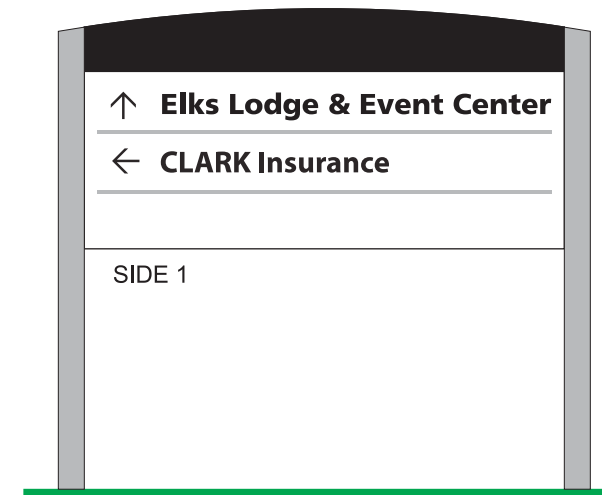 ↑ Elks Lodge & Event Center
← CLARK Insurance
SIDE 1